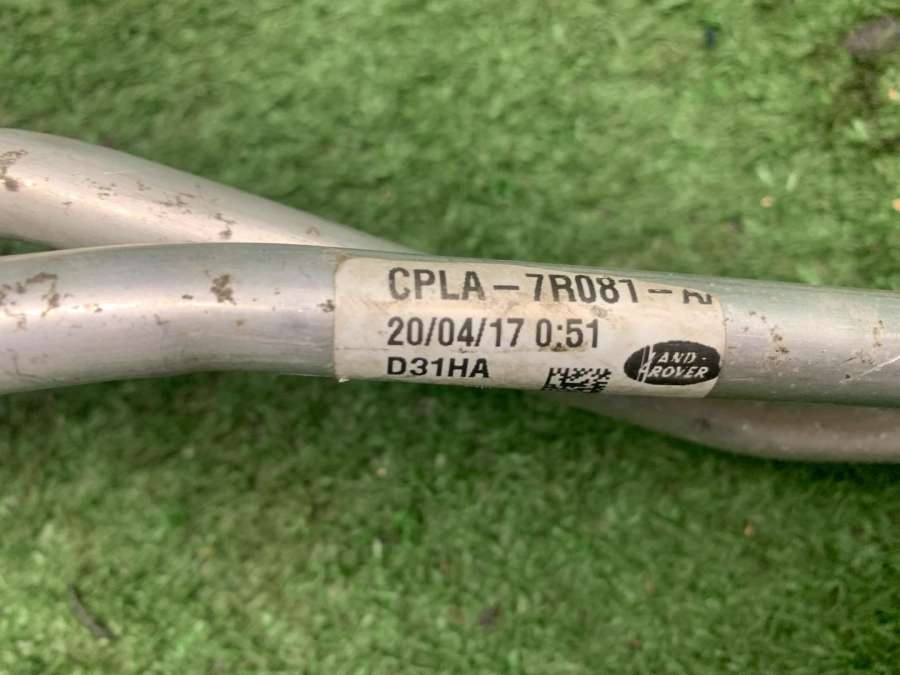 CPLA-7R081-
20/04/17 0:51
D31HA
LAND-
ROVER